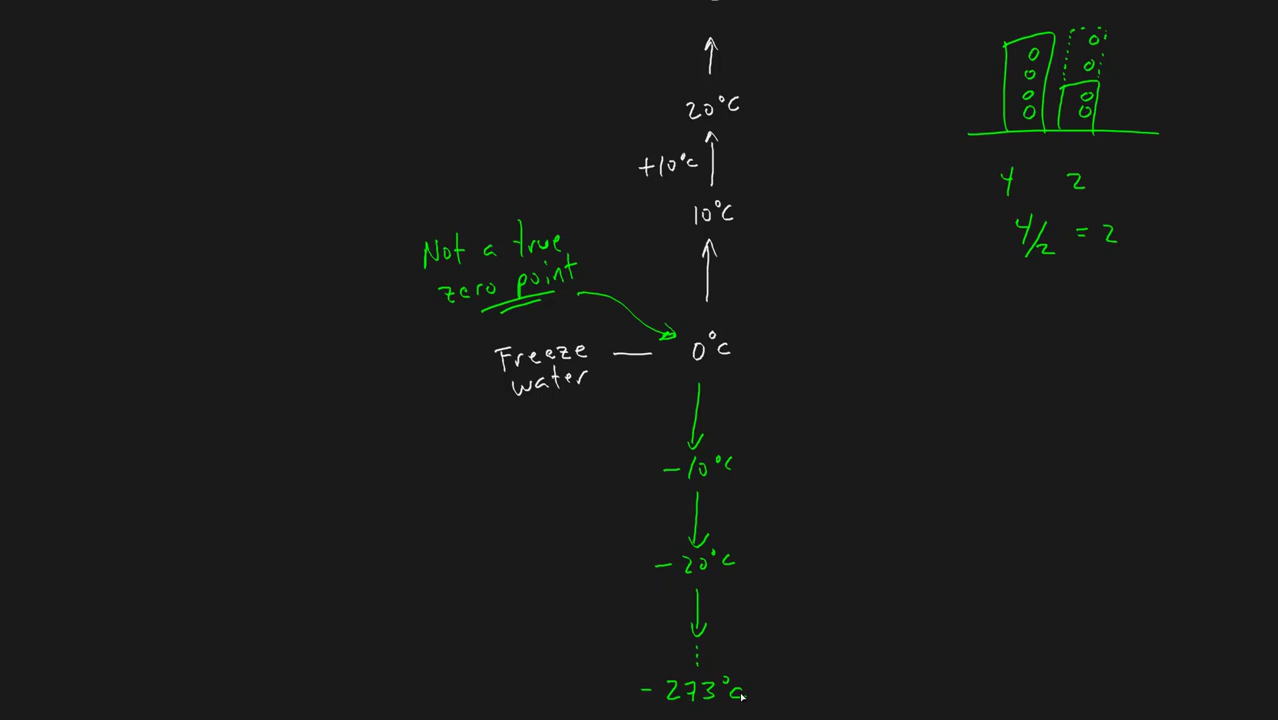 20°C
+10°C
10°C
Not a true
zero point
0°C
Freeze
water
-10°C
-20°C
-273°C
4 2
4/2 = 2